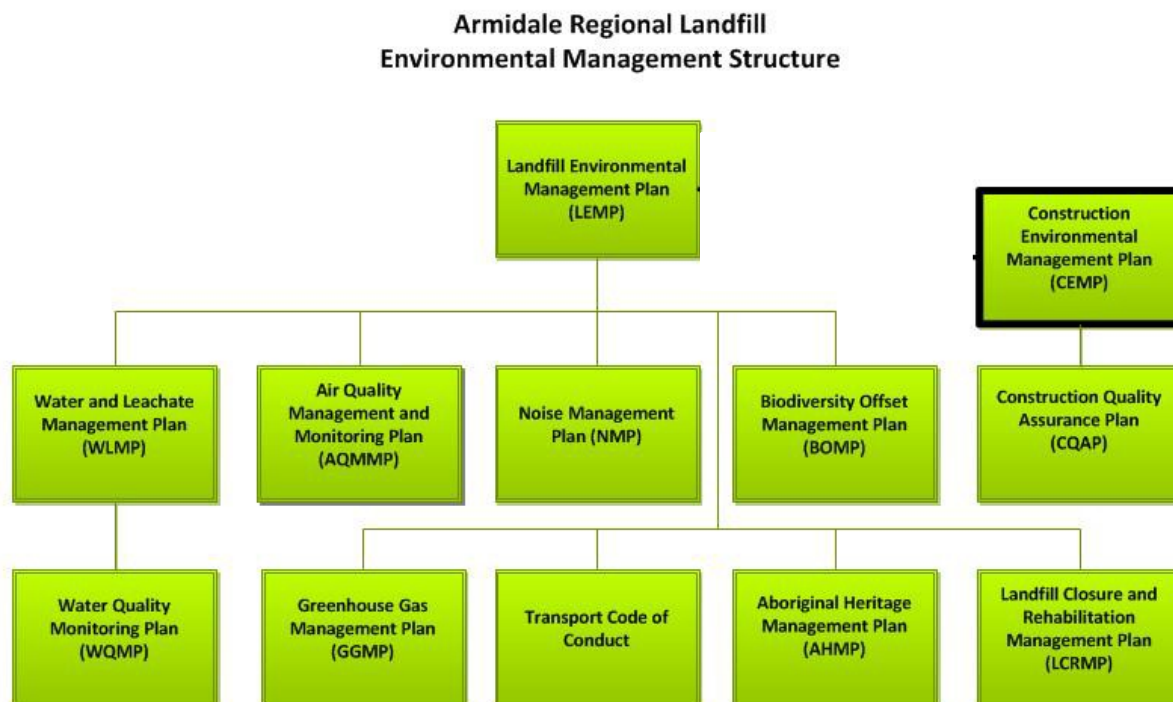 Armidale Regional Landfill
Environmental Management Structure
Landfill Environmental
Management Plan
(LEMP)
Construction
Environmental
Management Plan
(CEMP)
Water and Leachate
Management Plan
(WLMP)
Air Quality
Management and
Monitoring Plan
(AQMMP)
Noise Management
Plan (NMP)
Biodiversity Offset
Management Plan
(BOMP)
Construction Quality
Assurance Plan
(CQAP)
Water Quality
Monitoring Plan
(WQMP)
Greenhouse Gas
Management Plan
(GGMP)
Transport Code of
Conduct
Aboriginal Heritage
Management Plan
(AHMP)
Landfill Closure and
Rehabilitation
Management Plan
(LCRMP)